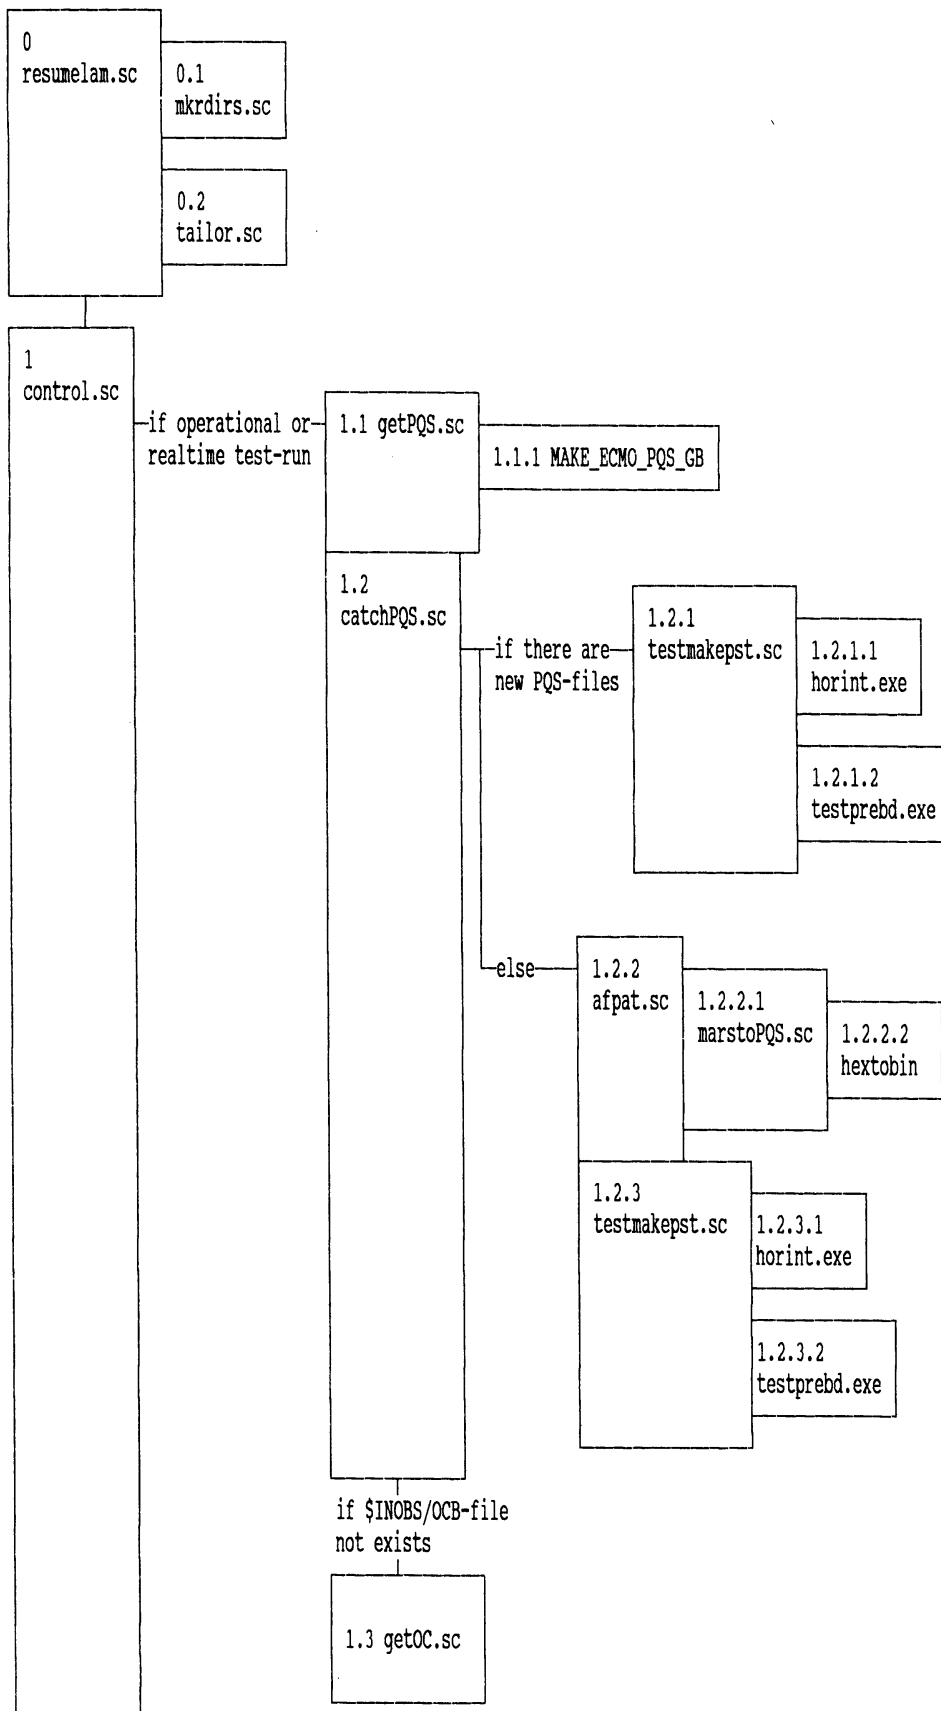 0
resumelam.sc
0.1
mkrdirs.sc
0.2
tailor.sc
1
control.sc
if operational or
realtime test-run
1.1 getPQS.sc
1.1.1 MAKE_ECMO_PQS_GB
1.2
catchPQS.sc
if there are
new PQS-files
1.2.1
testmakepst.sc
1.2.1.1
horint.exe
1.2.1.2
testprebd.exe
else
1.2.2
afpat.sc
1.2.2.1
marstoPQS.sc
1.2.2.2
hextobin
1.2.3
testmakepst.sc
1.2.3.1
horint.exe
1.2.3.2
testprebd.exe
if $INOBS/OCB-file
not exists
1.3 getOC.sc